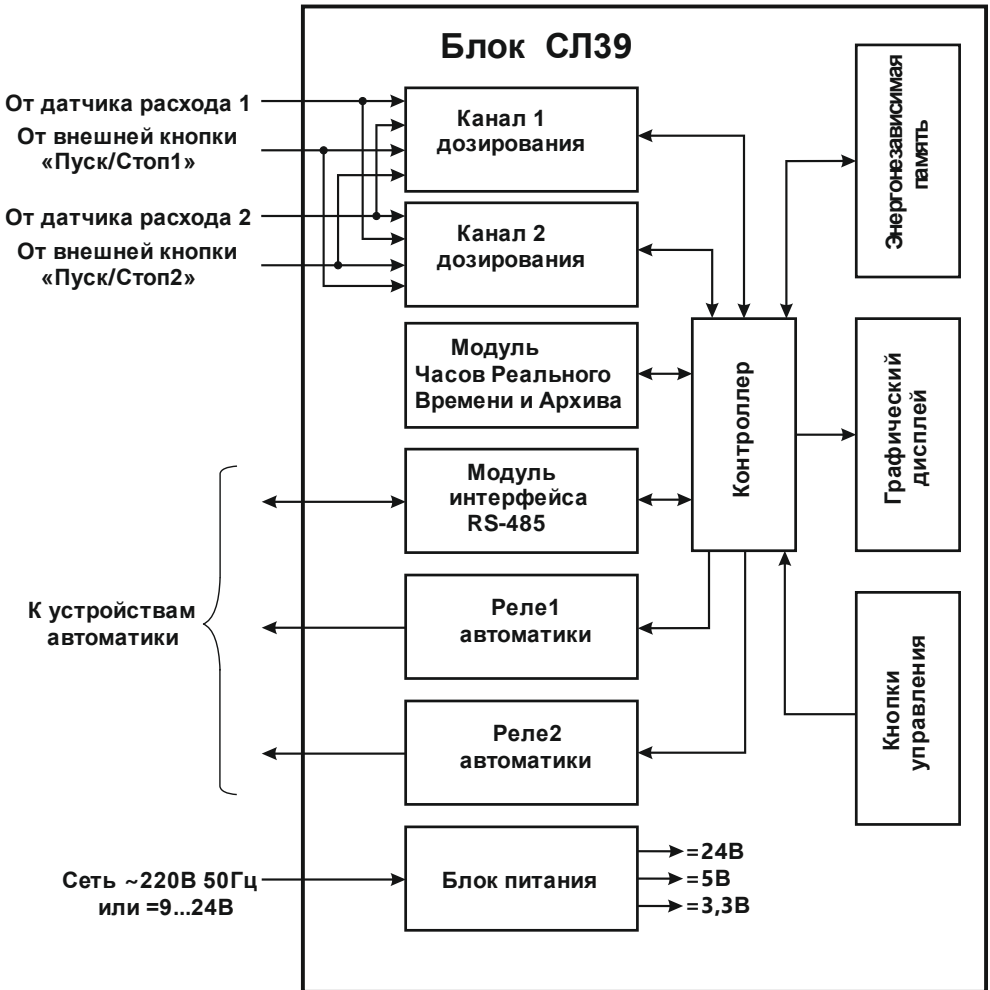 Блок СЛ39
От датчика расхода 1
От внешней кнопки
«Пуск/Стоп1»
От датчика расхода 2
От внешней кнопки
«Пуск/Стоп2»
Канал 1
дозирования
Канал 2
дозирования
Модуль
Часов Реального
Времени и Архива
Модуль
интерфейса
RS-485
Реле1
автоматики
Реле2
автоматики
Блок питания
К устройствам
автоматики
Сеть ~220В 50Гц
или =9...24В
=24В
=5В
=3,3В
Контроллер
Энергонезависимая
память
Графический
дисплей
Кнопки
управления